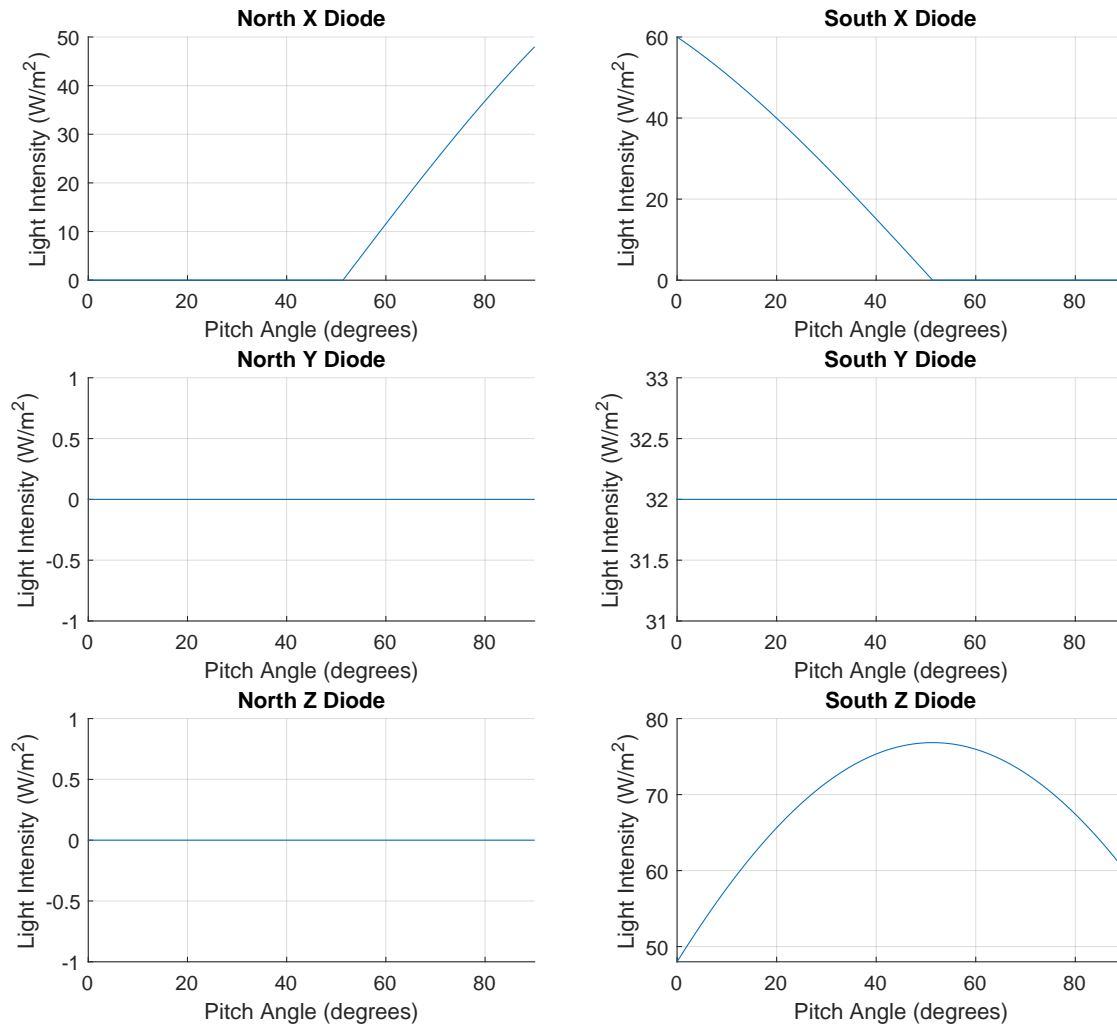 North X Diode
Light Intensity (W/m²)
50
40
30
20
10
0
0 20 40 60 80
Pitch Angle (degrees)
South X Diode
Light Intensity (W/m²)
60
40
20
0
0 20 40 60 80
Pitch Angle (degrees)
North Y Diode
Light Intensity (W/m²)
1
0.5
0
-0.5
-1
0 20 40 60 80
Pitch Angle (degrees)
South Y Diode
Light Intensity (W/m²)
33
32.5
32
31.5
31
0 20 40 60 80
Pitch Angle (degrees)
North Z Diode
Light Intensity (W/m²)
1
0.5
0
-0.5
-1
0 20 40 60 80
Pitch Angle (degrees)
South Z Diode
Light Intensity (W/m²)
80
70
60
50
0 20 40 60 80
Pitch Angle (degrees)